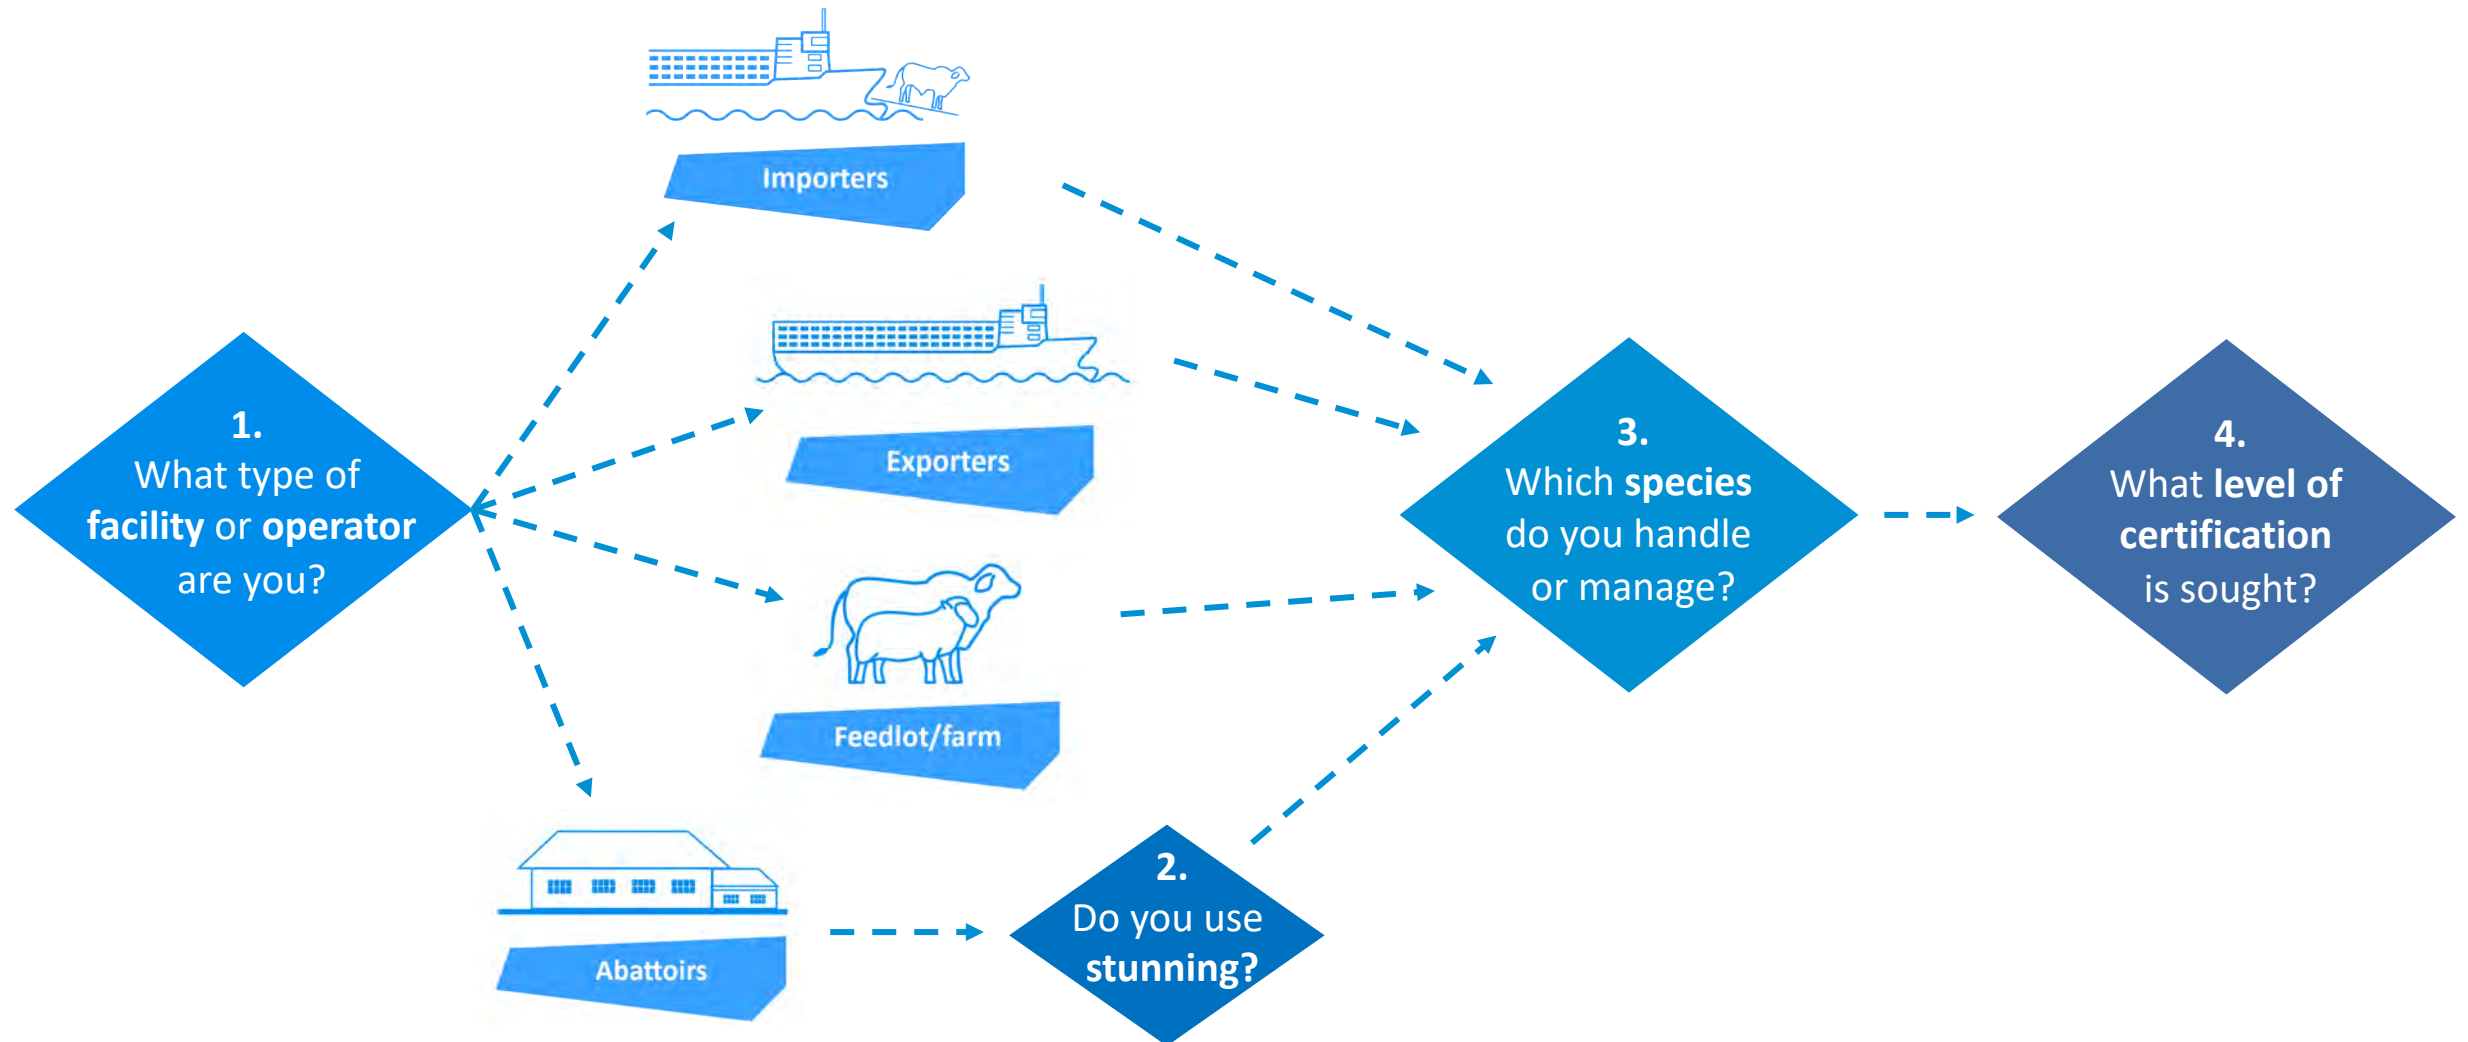 1.
What type of
facility or operator
are you?
Importers
Exporters
Feedlot/farm
Abattoirs
2.
Do you use
stunning?
3.
Which species
do you handle
or manage?
4.
What level of
certification
is sought?